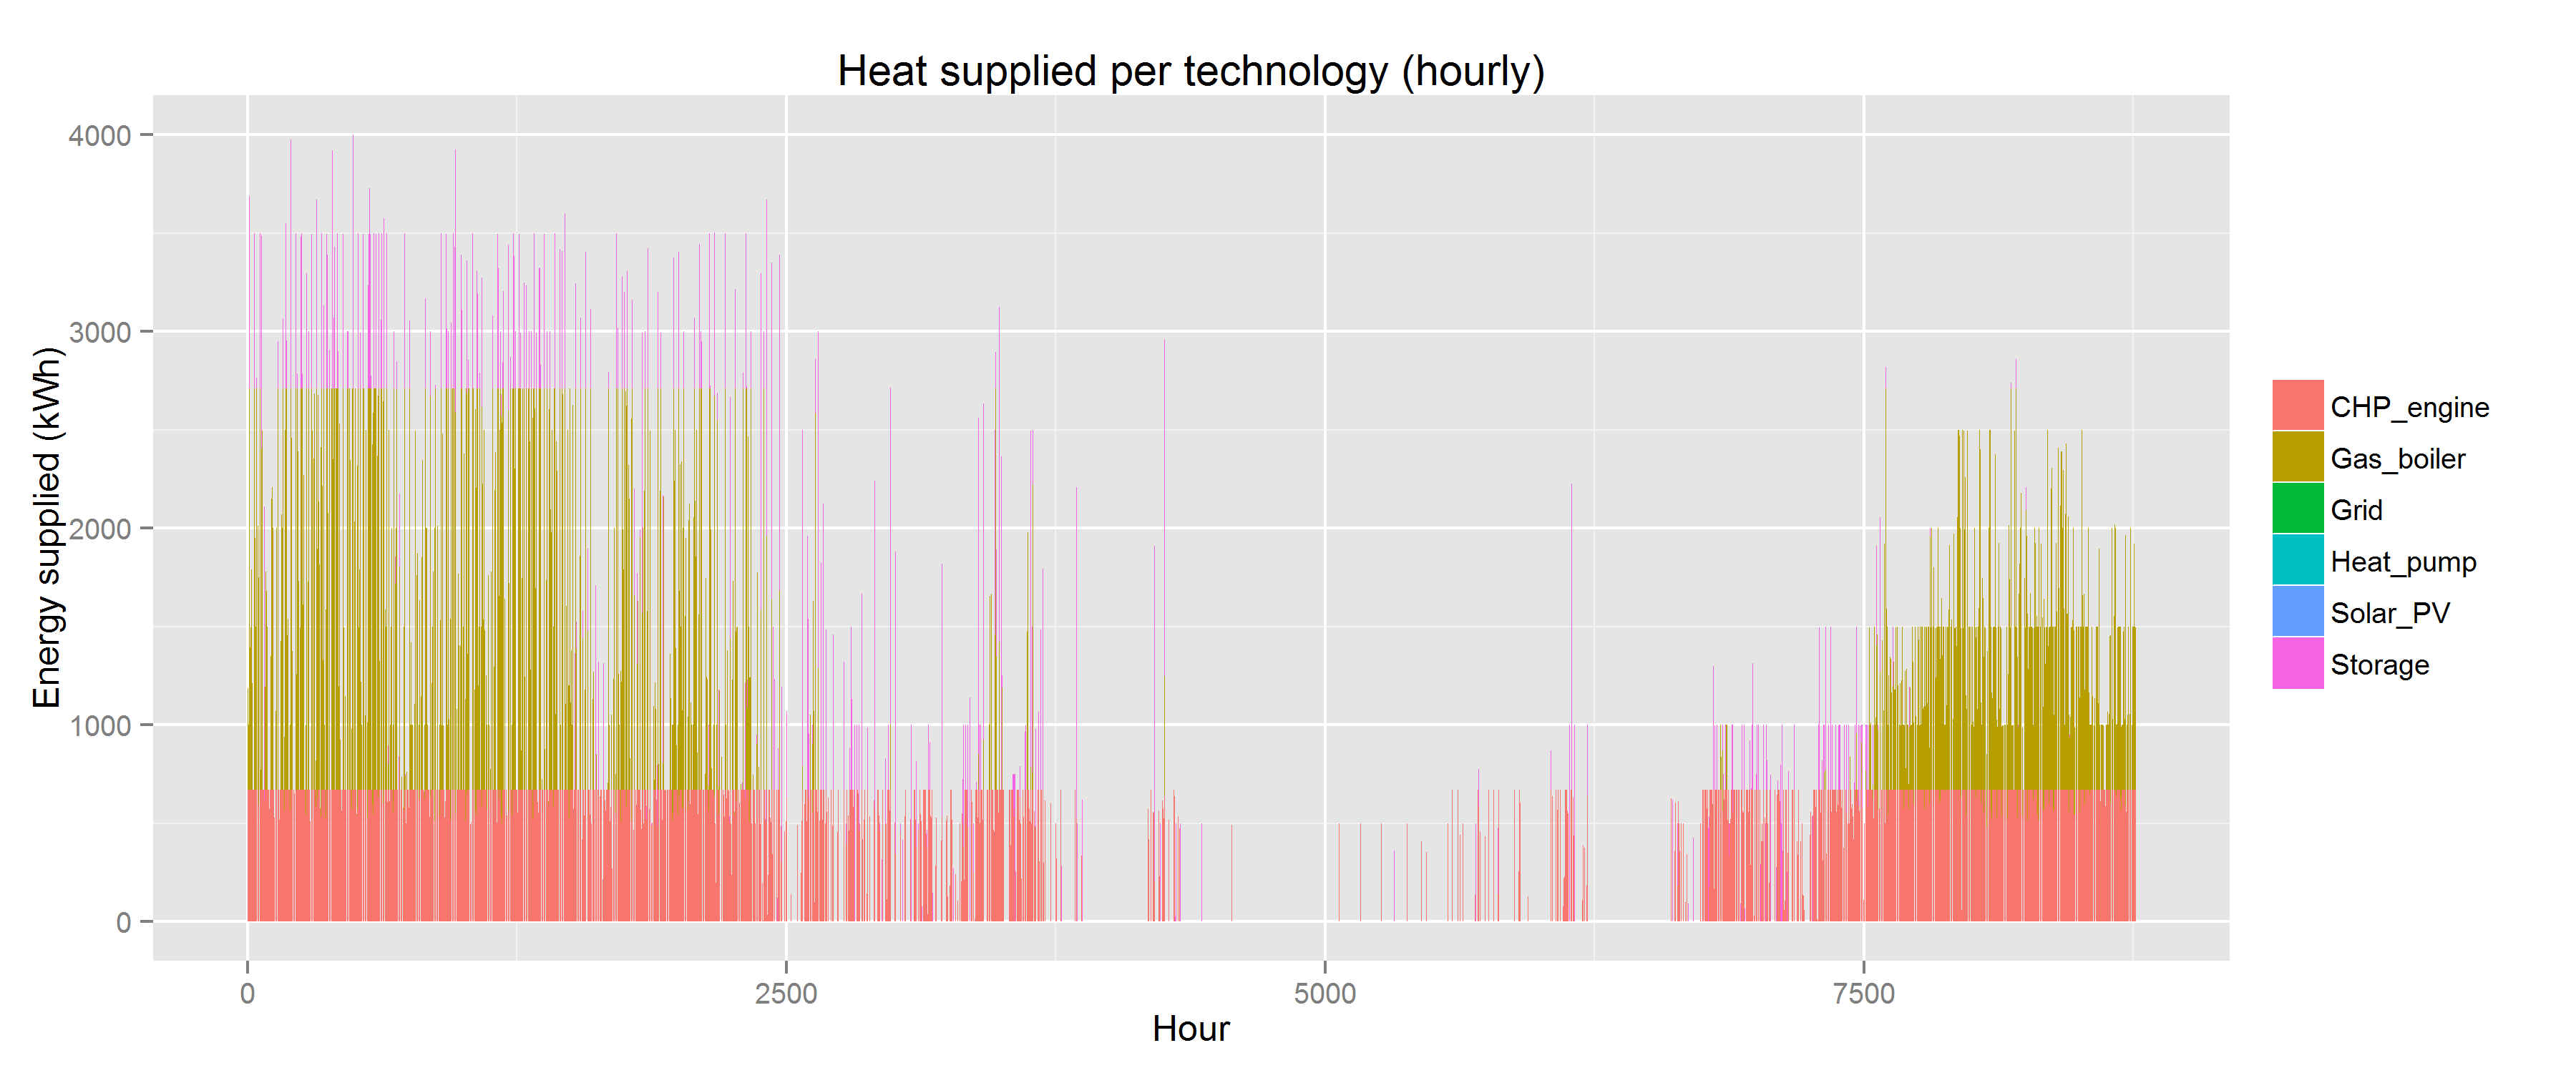 Heat supplied per technology (hourly)
Energy supplied (kWh)
4000
3000
2000
1000
0
0 2500 5000 7500
Hour
CHP_engine
Gas_boiler
Grid
Heat_pump
Solar_PV
Storage